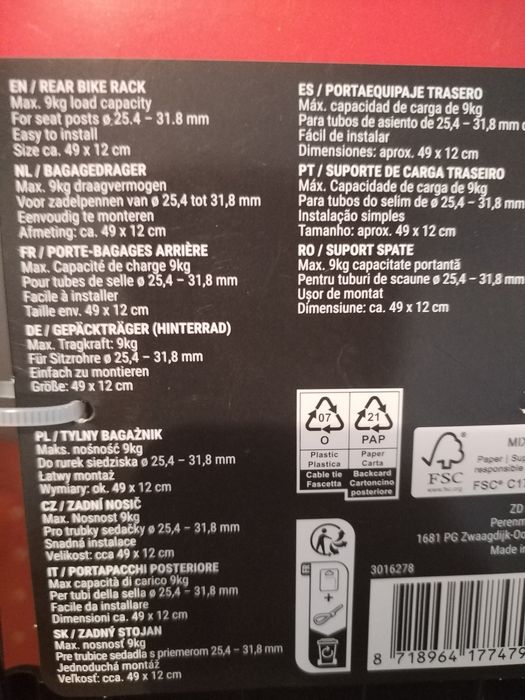 EN / REAR BIKE RACK
Max. 9kg load capacity
For seat posts ø 25.4 – 31.8 mm
Easy to install
Size ca. 49 x 12 cm
NL / BAGAGEDRAGER
Max. 9kg draagvermogen
Voor zadelpennen van ø 25,4 tot 31,8 mm
Eenvoudig te monteren
Afmeting: ca. 49 x 12 cm
FR / PORTE-BAGAGES ARRIÈRE
Max. Capacité de charge 9kg
Pour tubes de selle ø 25,4 – 31,8 mm
Facile à installer
Taille env. 49 x 12 cm
DE / GEPÄCKTRÄGER (HINTERRAD)
Max. Tragkraft: 9kg
Für Sitzrohre ø 25,4 – 31,8 mm
Einfach zu montieren
Größe: 49 x 12 cm
PL / TYLNY BAGAŻNIK
Maks. nośność 9kg
Do rurek siedziska ø 25,4 – 31,8 mm
Łatwy montaż
Wymiary: ok. 49 x 12 cm
CZ / ZADNÍ NOSIČ
Max. Nosnost 9kg
Pro trubky sedačky ø 25,4 – 31,8 mm
Snadná instalace
Velikost: cca 49 x 12 cm
IT / PORTAPACCHI POSTERIORE
Max capacità di carico 9kg
Per tubi della sella ø 25,4 – 31,8 mm
Facile da installare
Dimensioni ca. 49 x 12 cm
SK / ZADNÝ STOJAN
Max. nosnosť 9kg
Pre trubice sedadla s priemerom 25,4 – 31,8 mm
Jednoduchá montáž
Veľkosť: cca. 49 x 12 cm
ES / PORTAEQUIPAJE TRASERO
Máx. capacidad de carga de 9kg
Para tubos de asiento de 25,4 – 31,8 mm
Fácil de instalar
Dimensiones: aprox. 49 x 12 cm
PT / SUPORTE DE CARGA TRASEIRO
Máx. Capacidade de carga de 9kg
Para tubos do selim de ø 25,4 – 31,8 mm
Instalação simples
Tamanho: aprox. 49 x 12 cm
RO / SUPORT SPATE
Max. 9kg capacitate portantă
Pentru tuburi de scaune ø 25,4 – 31,8 mm
Ușor de montat
Dimensiune: ca. 49 x 12 cm
07
O
Plastic
Plastica
Cable tie
Fascetta
21
PAP
Paper
Carta
Backcard
Cartoncino
posteriore
FSC
www.fsc.org
MIX
Paper | Sup
responsible
FSC® C17
ZD
Perenm
1681 PG Zwaagdijk-Oo
Made in
FR
+
3016278
8 718964 177479